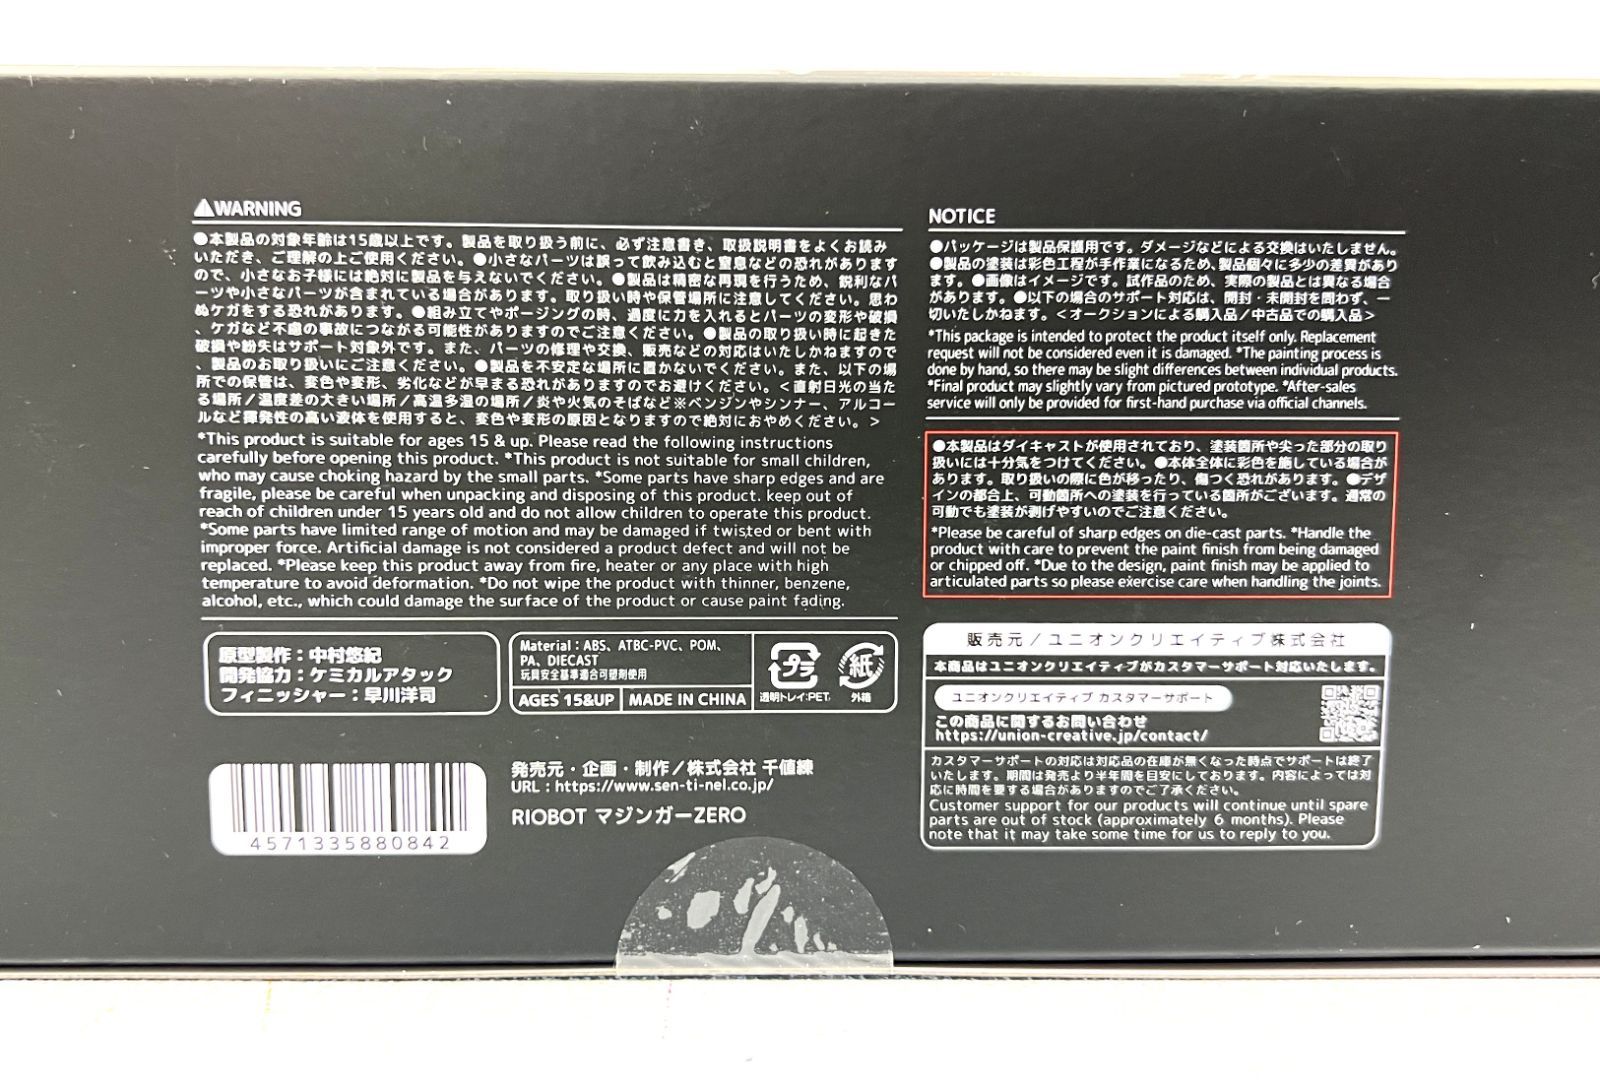 ⚠WARNING
●本製品の対象年齢は15歳以上です。製品を取り扱う前に、必ず注意書き、取扱説明書をよくお読み
いただき、ご理解の上ご使用ください。●小さなパーツは誤って飲み込むと窒息などの恐れがあります
ので、小さなお子様には絶対に製品を与えないでください。●製品は精密な再現を行うため、鋭利なパ
ーツや小さなパーツが含まれている場合があります。取り扱い時や保管場所に注意してください。思わ
ぬケガをする恐れがあります。●組み立てやポージングの時、過度に力を入れるとパーツの変形や破損
、ケガなど不慮の事故につながる可能性がありますのでご注意ください。●製品の取り扱い時に起きた
破損や紛失はサポート対象外です。また、パーツの修理や交換、販売などの対応はいたしかねますので
、製品のお取り扱いにご注意ください。●製品を不安定な場所に置かないでください。また、以下の場
所での保管は、変色や変形、劣化などが早まる恐れがありますのでお避けください。＜直射日光の当た
る場所/温度差の大きい場所/高温多湿の場所/炎や火気のそばなど※ベンジンやシンナー、アルコー
ルなど揮発性の高い液体を使用すると、変色や変形の原因となりますので絶対におやめください。＞
*This product is suitable for ages 15 & up. Please read the following instructions
carefully before opening this product. *This product is not suitable for small children,
who may cause choking hazard by the small parts. *Some parts have sharp edges and are
fragile, please be careful when unpacking and disposing of this product. keep out of
reach of children under 15 years old and do not allow children to operate this product.
*Some parts have limited range of motion and may be damaged if twisted or bent with
improper force. Artificial damage is not considered a product defect and will not be
replaced. *Please keep this product away from fire, heater or any place with high
temperature to avoid deformation. *Do not wipe the product with thinner, benzene,
alcohol, etc., which could damage the surface of the product or cause paint fading.
原型製作：中村悠紀
開発協力：ケミカルアタック
フィニッシャー：早川洋司
Material：ABS、ATBC-PVC、POM、
PA、DIECAST
玩具安全基準適合可塑剤使用
AGES 15&UP
MADE IN CHINA
プラ
透明トレイ:PET,
紙
外箱
4571335880842
発売元・企画・制作/株式会社 千値練
URL：https://www.sen-ti-nel.co.jp/
RIOBOT マジンガーZERO
NOTICE
●パッケージは製品保護用です。ダメージなどによる交換はいたしません。
●製品の塗装は彩色工程が手作業になるため、製品個々に多少の差異があり
ます。●画像はイメージです。試作品のため、実際の製品とは異なる場合
があります。●以下の場合のサポート対応は、開封・未開封を問わず、一
切いたしかねます。＜オークションによる購入品/中古品での購入品＞
*This package is intended to protect the product itself only. Replacement
request will not be considered even it is damaged. *The painting process is
done by hand, so there may be slight differences between individual products.
*Final product may slightly vary from pictured prototype. *After-sales
service will only be provided for first-hand purchase via official channels.
●本製品はダイキャストが使用されており、塗装箇所や尖った部分の取り
扱いには十分気をつけてください。●本体全体に彩色を施している場合が
あります。取り扱いの際に色が移ったり、傷つく恐れがあります。●デザ
インの都合上、可動箇所への塗装を行っている箇所がございます。通常の
可動でも塗装が剥げやすいのでご注意ください。
*Please be careful of sharp edges on die-cast parts. *Handle the
product with care to prevent the paint finish from being damaged
or chipped off. *Due to the design, paint finish may be applied to
articulated parts so please exercise care when handling the joints.
販売元/ユニオンクリエイティブ株式会社
本商品はユニオンクリエイティブがカスタマーサポート対応いたします。
ユニオンクリエイティブ カスタマーサポート
この商品に関するお問い合わせ
https://union-creative.jp/contact/
カスタマーサポートの対応は対応品の在庫が無くなった時点でサポートは終了
いたします。期間は発売より半年間を目安にしております。内容によっては対
応に時間を要する場合がありますのでご了承ください。
Customer support for our products will continue until spare
parts are out of stock (approximately 6 months). Please
note that it may take some time for us to reply to you.